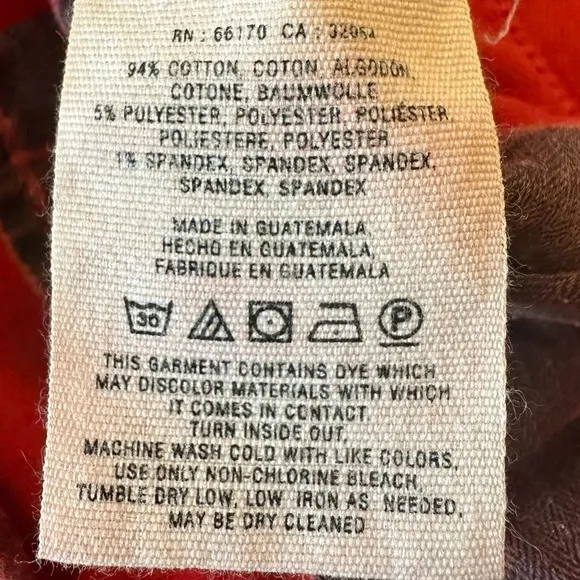 RN : 66170 CA : 32054
94% COTTON, COTON, ALGODÓN,
COTONE, BAUMWOLLE
5% POLYESTER, POLYESTER, POLIÉSTER,
POLIESTERE, POLYESTER
1% SPANDEX, SPANDEX, SPANDEX,
SPANDEX, SPANDEX
MADE IN GUATEMALA,
HECHO EN GUATEMALA,
FABRIQUE EN GUATEMALA
30 P
THIS GARMENT CONTAINS DYE WHICH
MAY DISCOLOR MATERIALS WITH WHICH
IT COMES IN CONTACT.
TURN INSIDE OUT,
MACHINE WASH COLD WITH LIKE COLORS,
USE ONLY NON-CHLORINE BLEACH,
TUMBLE DRY LOW, LOW IRON AS NEEDED,
MAY BE DRY CLEANED